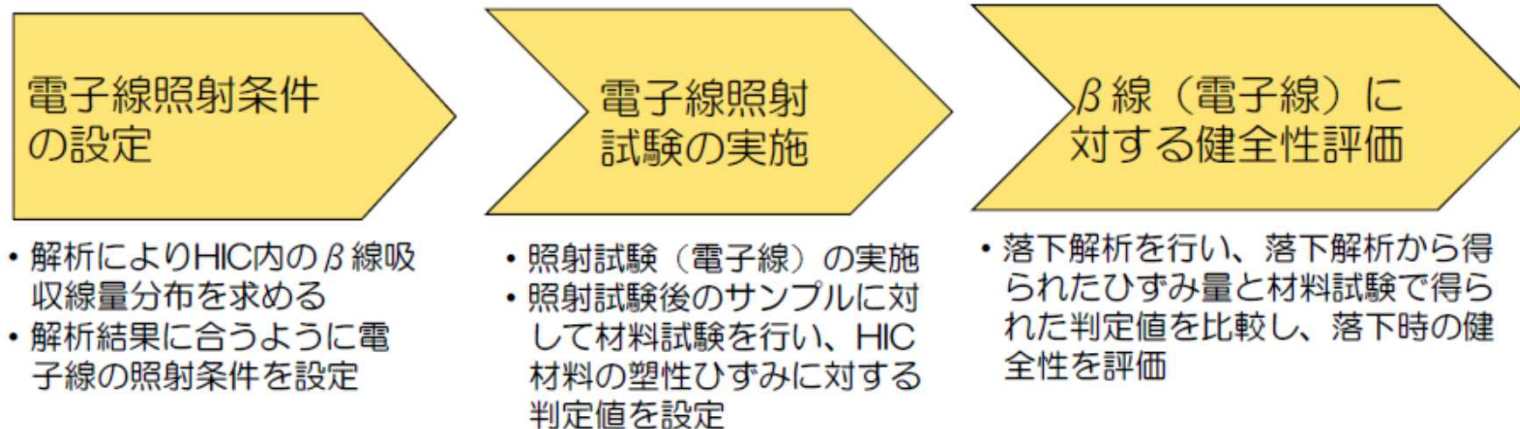 電子線照射条件
の設定
・解析によりHIC内のβ線吸
収線量分布を求める
・解析結果に合うように電
子線の照射条件を設定
電子線照射
試験の実施
・照射試験（電子線）の実施
・照射試験後のサンプルに対
して材料試験を行い、HIC
材料の塑性ひずみに対する
判定値を設定
β線（電子線）に
対する健全性評価
・落下解析を行い、落下解析から得
られたひずみ量と材料試験で得ら
れた判定値を比較し、落下時の健
全性を評価